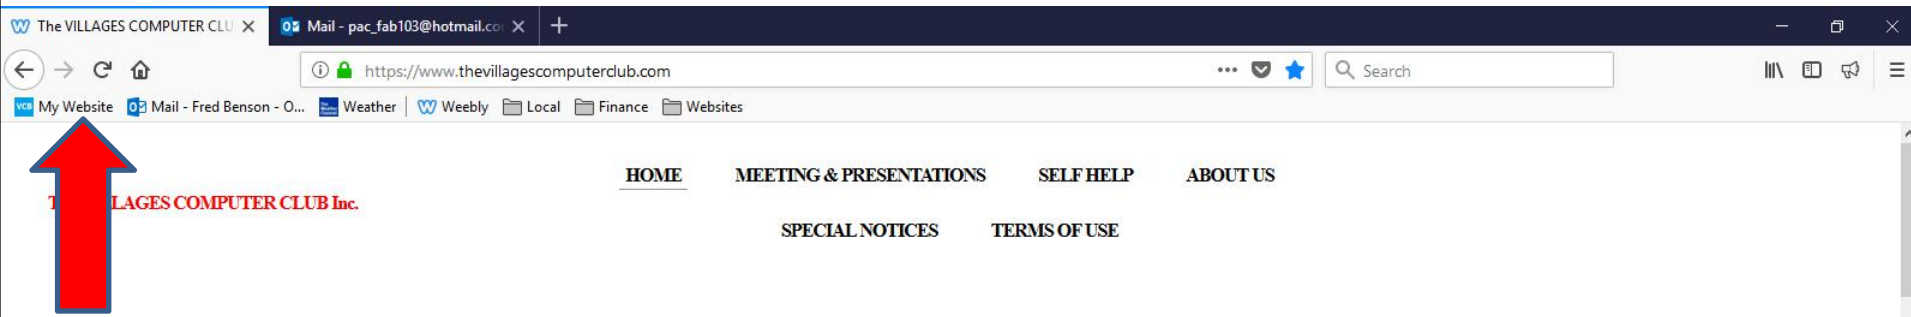 The VILLAGES COMPUTER CLU Mail - pac_fab103@hotmail.co
https://www.thevillagescomputerclub.com Search
VCB My Website Mail - Fred Benson - O... Weather Weebly Local Finance Websites
HOME MEETING & PRESENTATIONS SELF HELP ABOUT US
LAGES COMPUTER CLUB Inc.
SPECIAL NOTICES TERMS OF USE